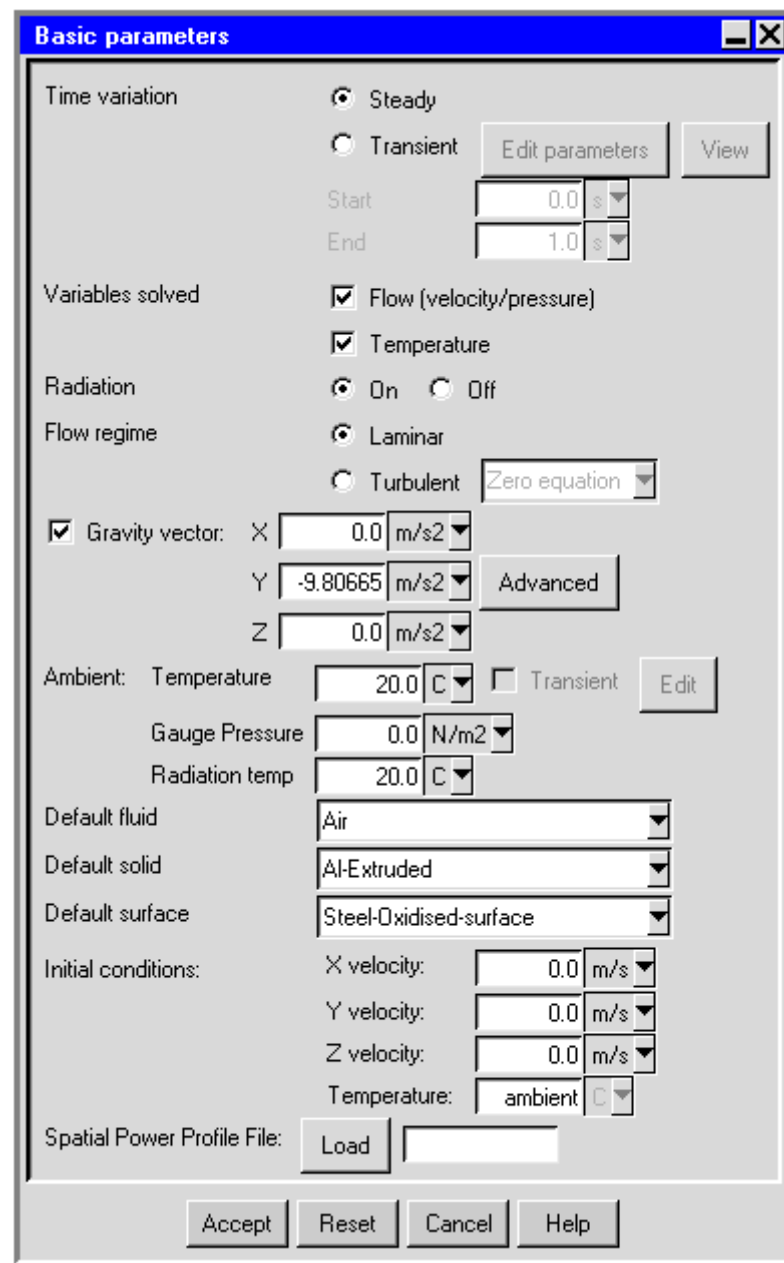 Basic parameters
Time variation Steady
Transient Edit parameters View
Start 0.0 s
End 1.0 s
Variables solved Flow (velocity/pressure)
Temperature
Radiation On Off
Flow regime Laminar
Turbulent Zero equation
Gravity vector: X 0.0 m/s2
Y -9.80665 m/s2 Advanced
Z 0.0 m/s2
Ambient: Temperature 20.0 C Transient Edit
Gauge Pressure 0.0 N/m2
Radiation temp 20.0 C
Default fluid Air
Default solid Al-Extruded
Default surface Steel-Oxidised-surface
Initial conditions: X velocity: 0.0 m/s
Y velocity: 0.0 m/s
Z velocity: 0.0 m/s
Temperature: ambient C
Spatial Power Profile File: Load
Accept Reset Cancel Help